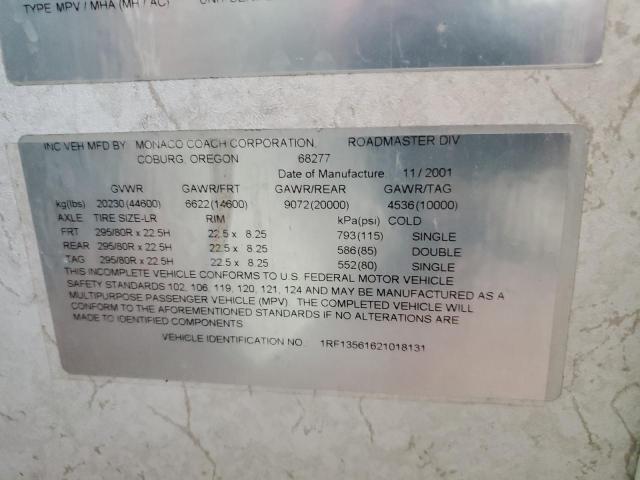 TYPE MPV / MHA (MH / AC)
INC VEH MFD BY MONACO COACH CORPORATION, ROADMASTER DIV
COBURG, OREGON 68277
Date of Manufacture 11 / 2001
GVWR GAWR/FRT GAWR/REAR GAWR/TAG
kg(lbs) 20230 (44600) 6622 (14600) 9072 (20000) 4536 (10000)
AXLE TIRE SIZE-LR RIM kPa(psi) COLD
FRT 295/80R x 22.5H 22.5 x 8.25 793 (115) SINGLE
REAR 295/80R x 22.5H 22.5 x 8.25 586 (85) DOUBLE
TAG 295/80R x 22.5H 22.5 x 8.25 552 (80) SINGLE
THIS INCOMPLETE VEHICLE CONFORMS TO U.S. FEDERAL MOTOR VEHICLE
SAFETY STANDARDS 102, 106, 119, 120, 121, 124 AND MAY BE MANUFACTURED AS A
MULTIPURPOSE PASSENGER VEHICLE (MPV). THE COMPLETED VEHICLE WILL
CONFORM TO THE AFOREMENTIONED STANDARDS IF NO ALTERATIONS ARE
MADE TO IDENTIFIED COMPONENTS
VEHICLE IDENTIFICATION NO. 1RF13561621018131